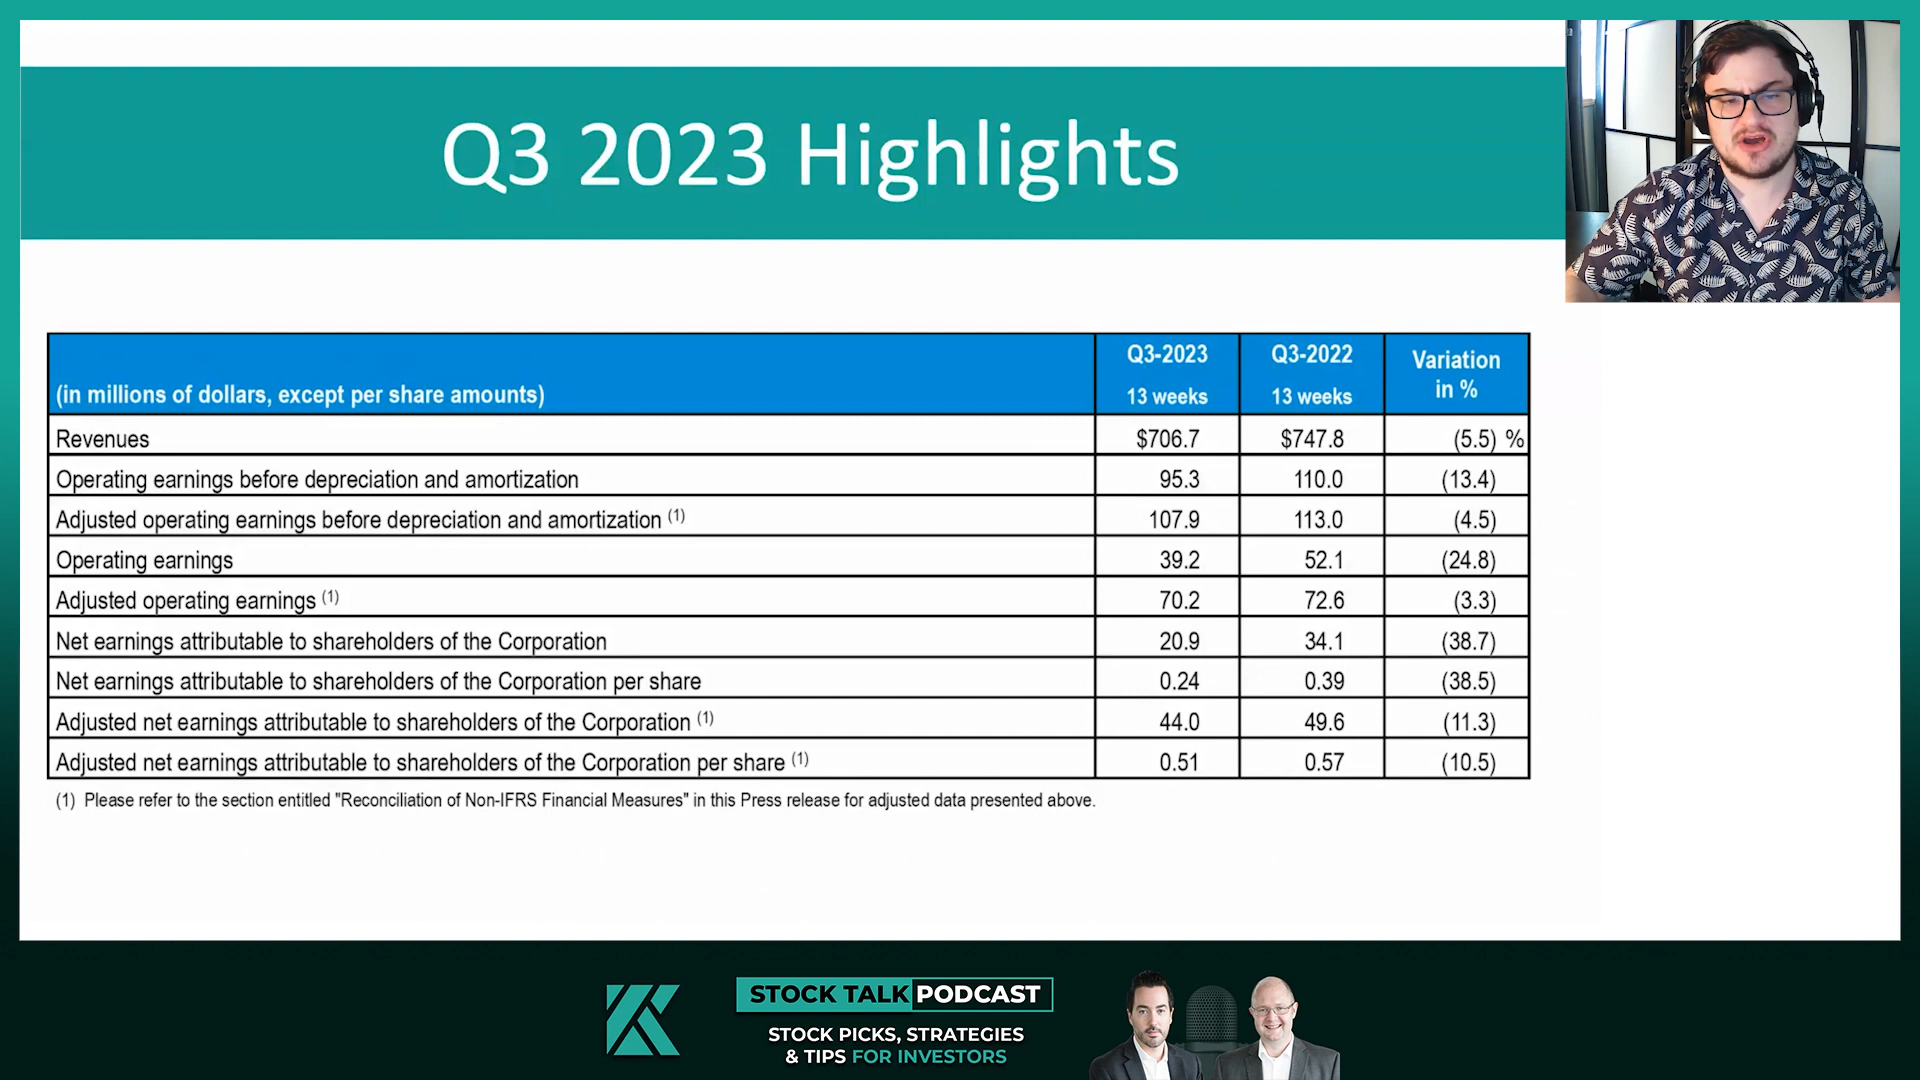 Q3 2023 Highlights
(in millions of dollars, except per share amounts) Q3-2023 13 weeks Q3-2022 13 weeks Variation in %
Revenues $706.7 $747.8 (5.5) %
Operating earnings before depreciation and amortization 95.3 110.0 (13.4)
Adjusted operating earnings before depreciation and amortization (1) 107.9 113.0 (4.5)
Operating earnings 39.2 52.1 (24.8)
Adjusted operating earnings (1) 70.2 72.6 (3.3)
Net earnings attributable to shareholders of the Corporation 20.9 34.1 (38.7)
Net earnings attributable to shareholders of the Corporation per share 0.24 0.39 (38.5)
Adjusted net earnings attributable to shareholders of the Corporation (1) 44.0 49.6 (11.3)
Adjusted net earnings attributable to shareholders of the Corporation per share (1) 0.51 0.57 (10.5)
(1) Please refer to the section entitled "Reconciliation of Non-IFRS Financial Measures" in this Press release for adjusted data presented above.
STOCK TALK PODCAST
STOCK PICKS, STRATEGIES
& TIPS FOR INVESTORS